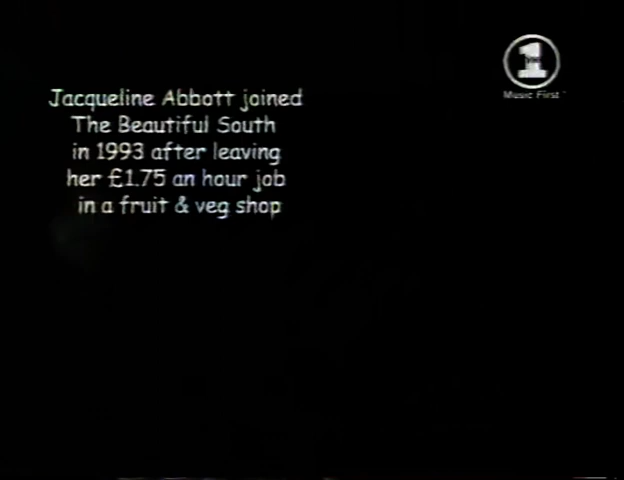 1
Music First
Jacqueline Abbott joined
The Beautiful South
in 1993 after leaving
her £1.75 an hour job
in a fruit & veg shop